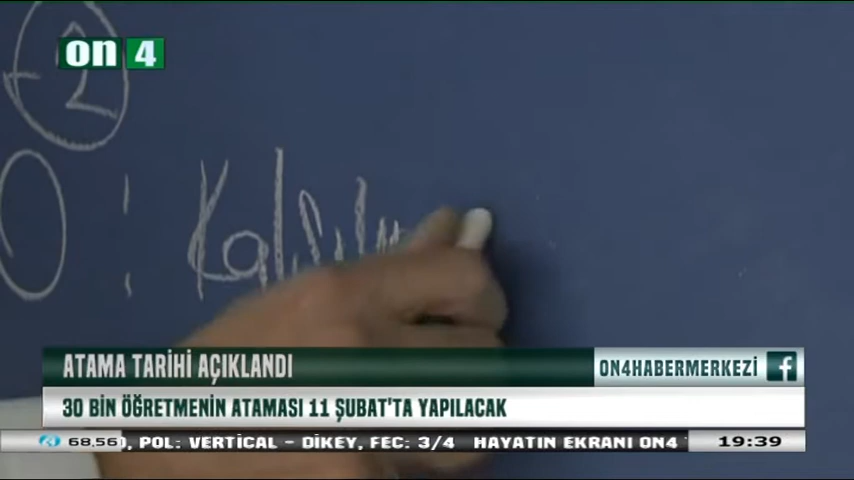 on 4
2
ATAMA TARİHİ AÇIKLANDI
ON4HABERMERKEZİ f
30 BİN ÖĞRETMENİN ATAMASI 11 ŞUBAT'TA YAPILACAK
68,56 ), POL: VERTICAL - DİKEY, FEC: 3/4 HAYATIN EKRANI ON4
19:39